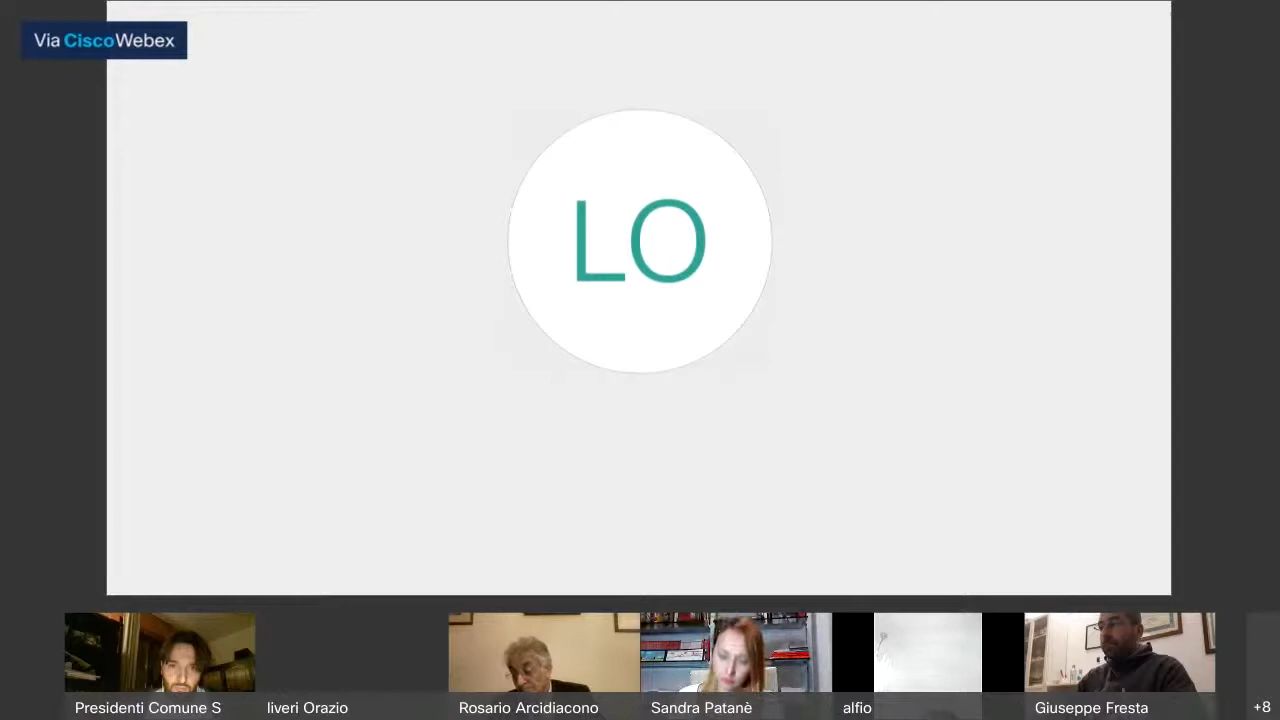 Via CiscoWebex
LO
Presidenti Comune S
liveri Orazio
Rosario Arcidiacono
Sandra Patanè
alfio
Giuseppe Fresta
+8